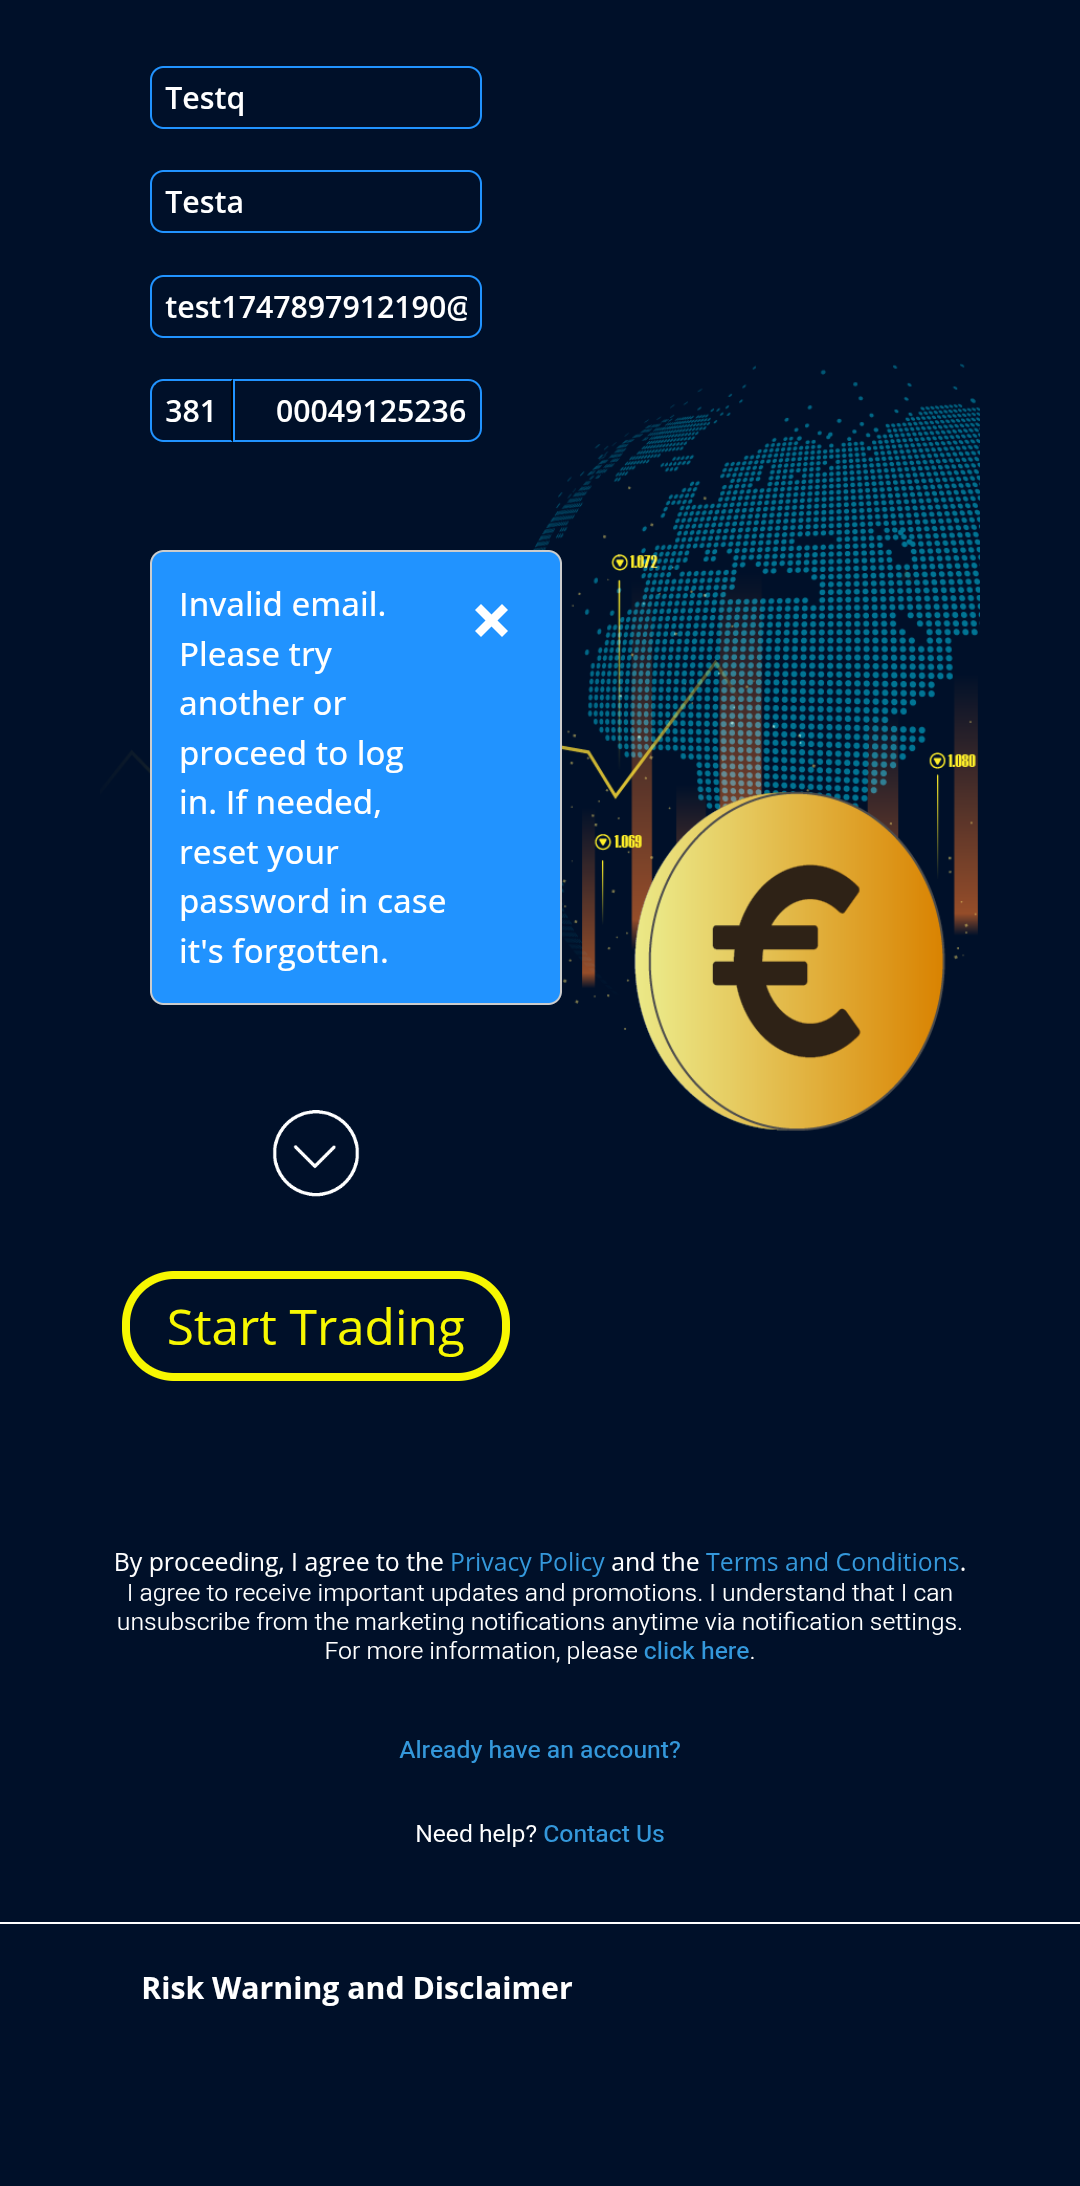 Testq
Testa
test1747897912190@
381 00049125236
Invalid email.
Please try
another or
proceed to log
in. If needed,
reset your
password in case
it's forgotten.
1.072
1.080
1.069
€
Start Trading
By proceeding, I agree to the Privacy Policy and the Terms and Conditions.
I agree to receive important updates and promotions. I understand that I can
unsubscribe from the marketing notifications anytime via notification settings.
For more information, please click here.
Already have an account?
Need help? Contact Us
Risk Warning and Disclaimer